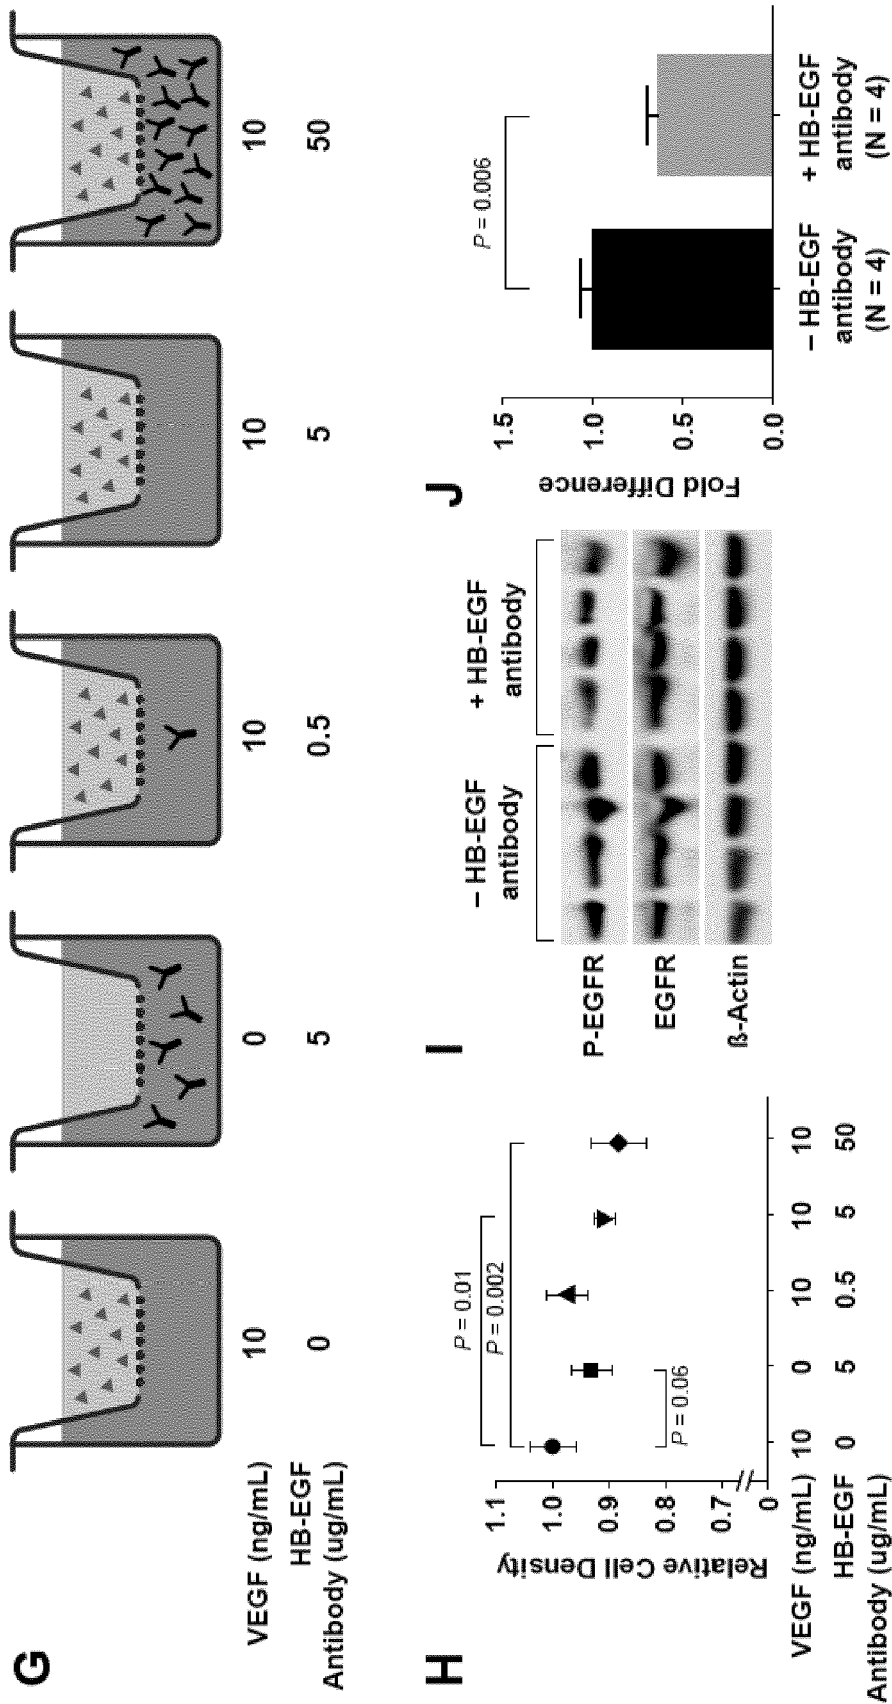 G
VEGF (ng/mL) 10 0 10 10 10
HB-EGF
Antibody (ug/mL) 0 5 0.5 5 50
H
Relative Cell Density
1.1
1.0
0.9
0.8
0.7
0
P = 0.01
P = 0.002
P = 0.06
VEGF (ng/mL) 10 0 10 10 10
HB-EGF
Antibody (ug/mL) 0 5 0.5 5 50
I
– HB-EGF
antibody
+ HB-EGF
antibody
P-EGFR
EGFR
ß-Actin
J
Fold Difference
1.5
1.0
0.5
0.0
P = 0.006
– HB-EGF
antibody
(N = 4)
+ HB-EGF
antibody
(N = 4)